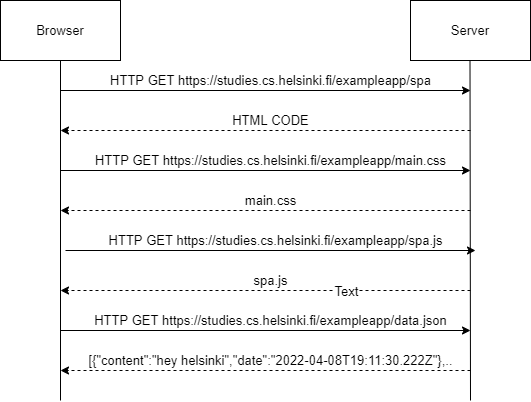 Browser
Server
HTTP GET https://studies.cs.helsinki.fi/exampleapp/spa
HTML CODE
HTTP GET https://studies.cs.helsinki.fi/exampleapp/main.css
main.css
HTTP GET https://studies.cs.helsinki.fi/exampleapp/spa.js
spa.js
Text
HTTP GET https://studies.cs.helsinki.fi/exampleapp/data.json
[{"content":"hey helsinki","date":"2022-04-08T19:11:30.222Z"},..